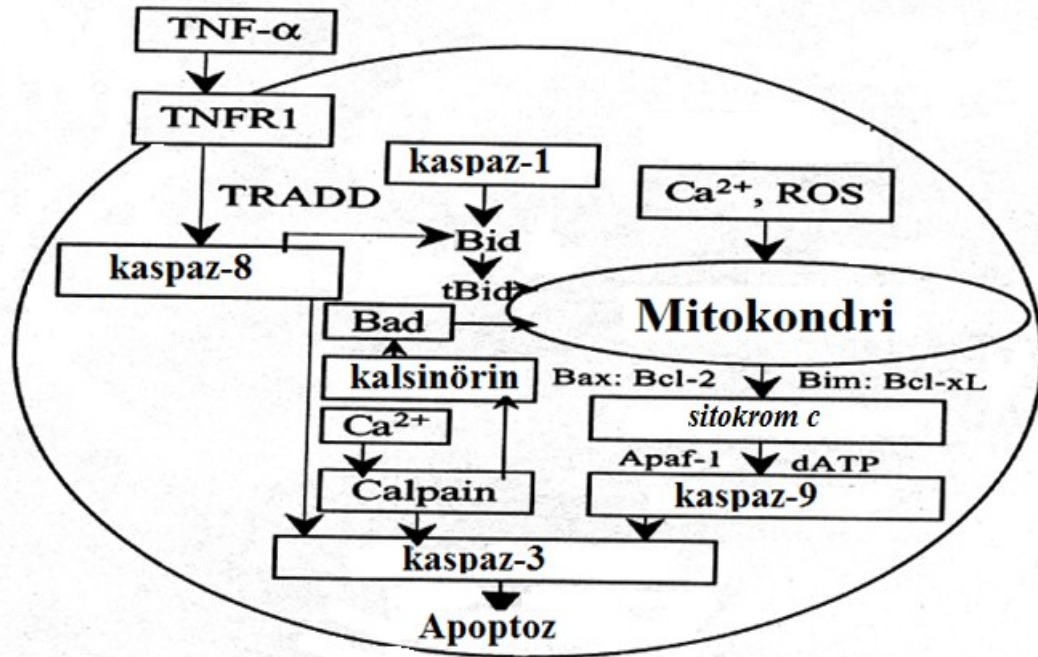 TNF-α
TNFR1
TRADD
kaspaz-1
Ca²⁺, ROS
kaspaz-8
Bid
tBid
Bad
Mitokondri
kalsinörin
Bax: Bcl-2
Bim: Bcl-xL
sitokrom c
Ca²⁺
Apaf-1
dATP
Calpain
kaspaz-9
kaspaz-3
Apoptoz